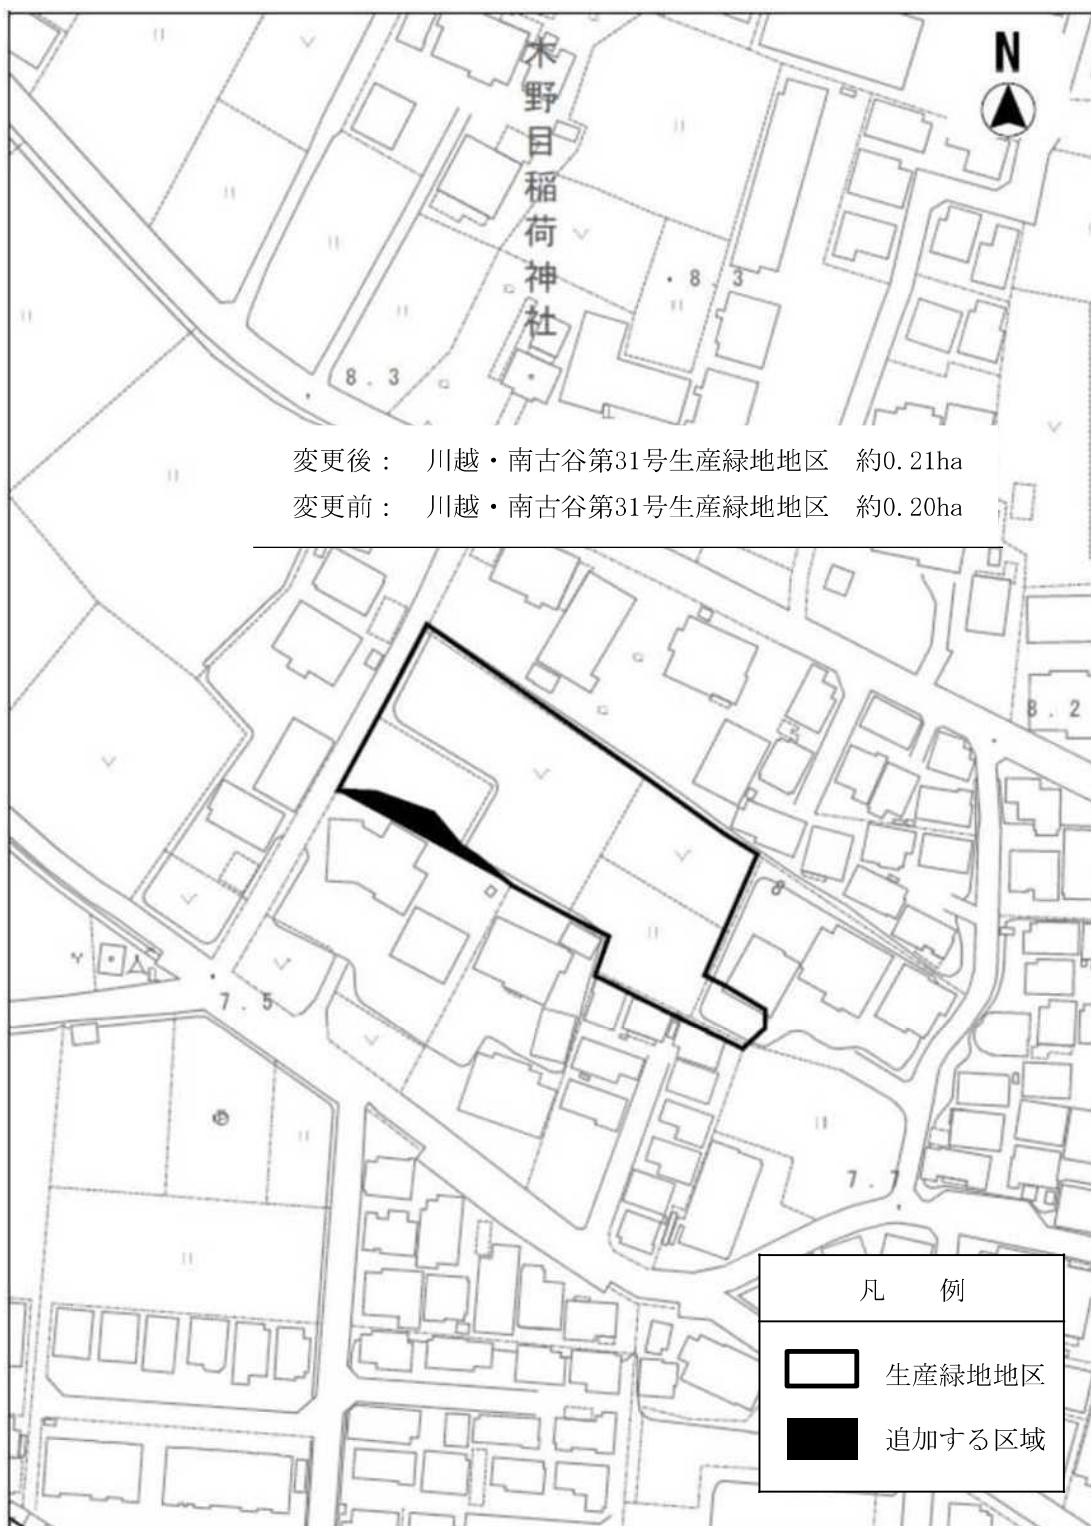 N
木野目稲荷神社
8.3
8.3
変更後： 川越・南古谷第31号生産緑地地区 約0.21ha
変更前： 川越・南古谷第31号生産緑地地区 約0.20ha
8.2
7.5
7.7
凡 例
生産緑地地区
追加する区域